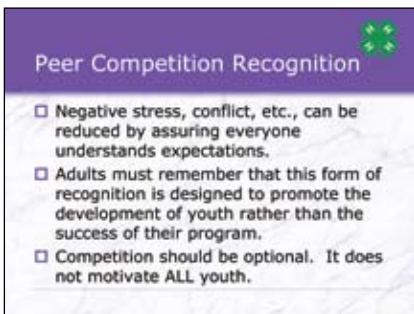 Peer Competition Recognition
Negative stress, conflict, etc., can be
reduced by assuring everyone
understands expectations.
Adults must remember that this form of
recognition is designed to promote the
development of youth rather than the
success of their program.
Competition should be optional. It does
not motivate ALL youth.